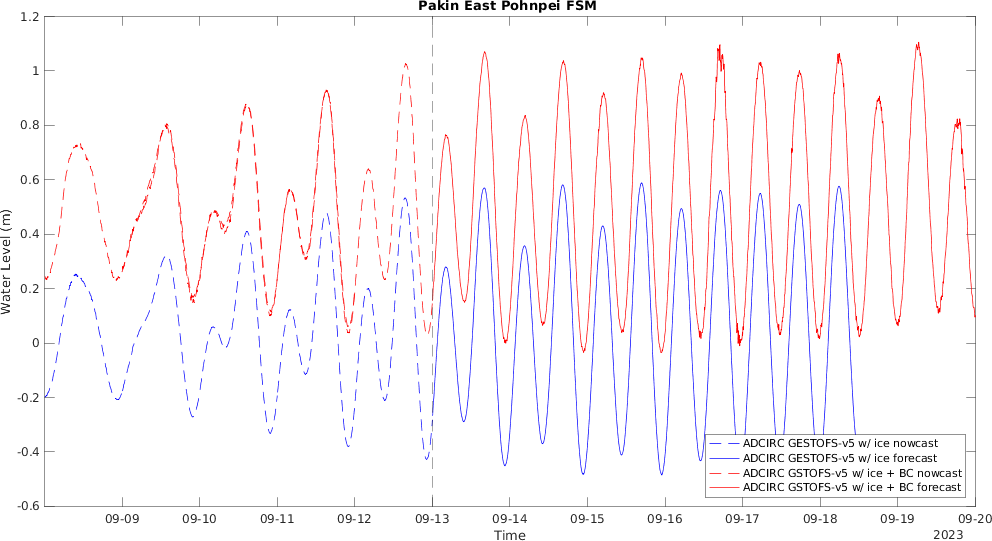 Pakin East Pohnpei FSM
1.2
1
0.8
0.6
0.4
0.2
0
-0.2
-0.4
-0.6
Water Level (m)
09-09 09-10 09-11 09-12 09-13 09-14 09-15 09-16 09-17 09-18 09-19 09-20
Time
2023
ADCIRC GESTOFS-v5 w/ ice nowcast
ADCIRC GESTOFS-v5 w/ ice forecast
ADCIRC GSTOFS-v5 w/ ice + BC nowcast
ADCIRC GSTOFS-v5 w/ ice + BC forecast